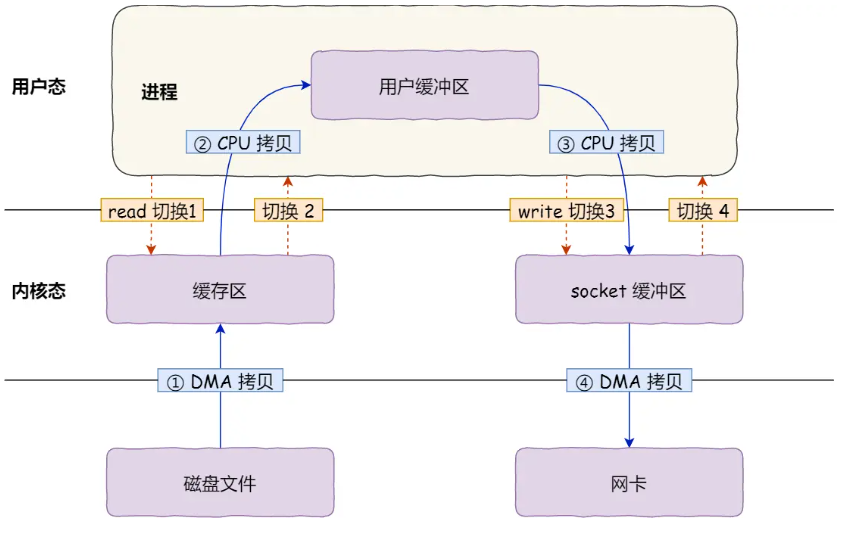 用户态
进程
用户缓冲区
② CPU 拷贝
③ CPU 拷贝
read 切换1
切换 2
write 切换3
切换 4
内核态
缓存区
socket 缓冲区
① DMA 拷贝
④ DMA 拷贝
磁盘文件
网卡